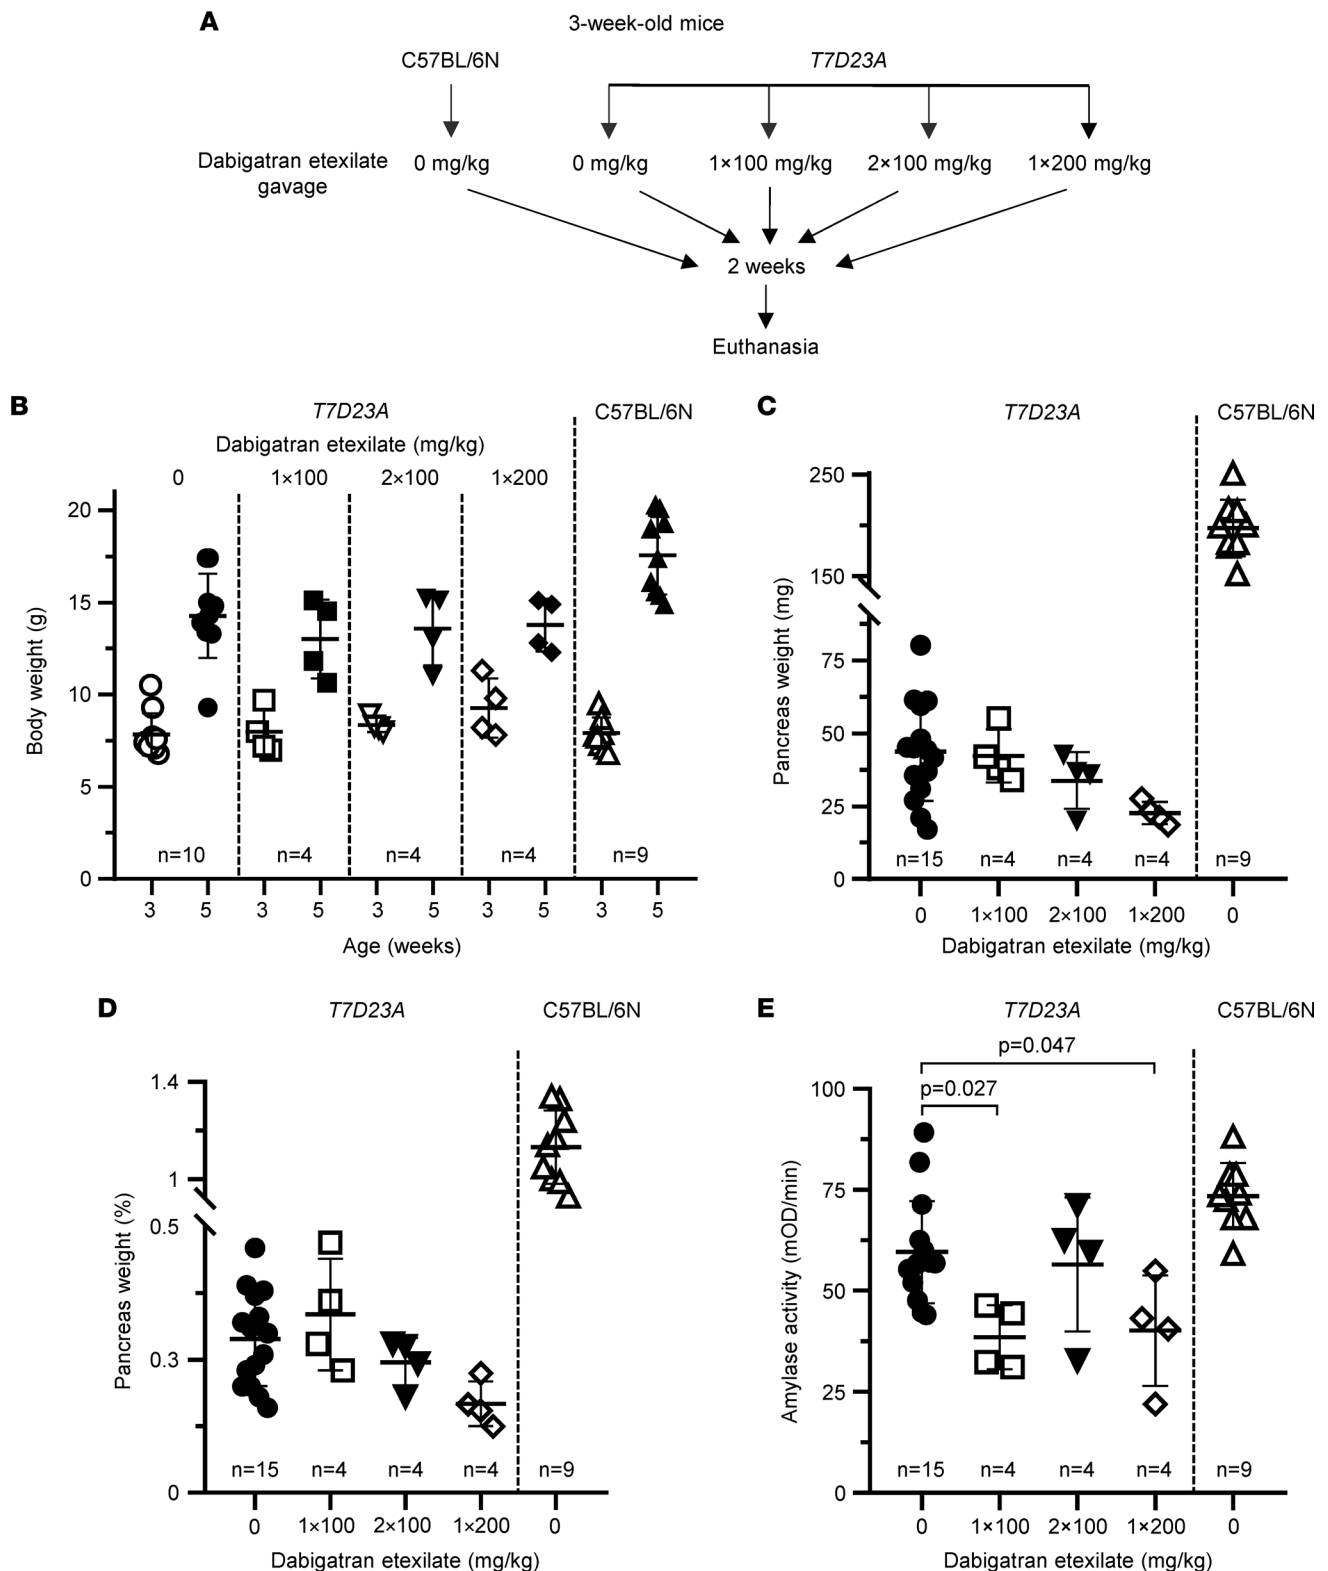 A
3-week-old mice
C57BL/6N
T7D23A
Dabigatran etexilate
gavage
0 mg/kg
0 mg/kg
1×100 mg/kg
2×100 mg/kg
1×200 mg/kg
2 weeks
Euthanasia
B
T7D23A
C57BL/6N
Dabigatran etexilate (mg/kg)
0
1×100
2×100
1×200
Body weight (g)
20
15
10
5
0
n=10
n=4
n=4
n=4
n=9
3
5
3
5
3
5
3
5
3
5
Age (weeks)
C
T7D23A
C57BL/6N
Pancreas weight (mg)
250
150
75
50
25
0
n=15
n=4
n=4
n=4
n=9
0
1×100
2×100
1×200
0
Dabigatran etexilate (mg/kg)
D
T7D23A
C57BL/6N
Pancreas weight (%)
1.4
1
0.5
0.3
0
n=15
n=4
n=4
n=4
n=9
0
1×100
2×100
1×200
0
Dabigatran etexilate (mg/kg)
E
T7D23A
C57BL/6N
p=0.047
p=0.027
Amylase activity (mOD/min)
100
75
50
25
0
n=15
n=4
n=4
n=4
n=9
0
1×100
2×100
1×200
0
Dabigatran etexilate (mg/kg)